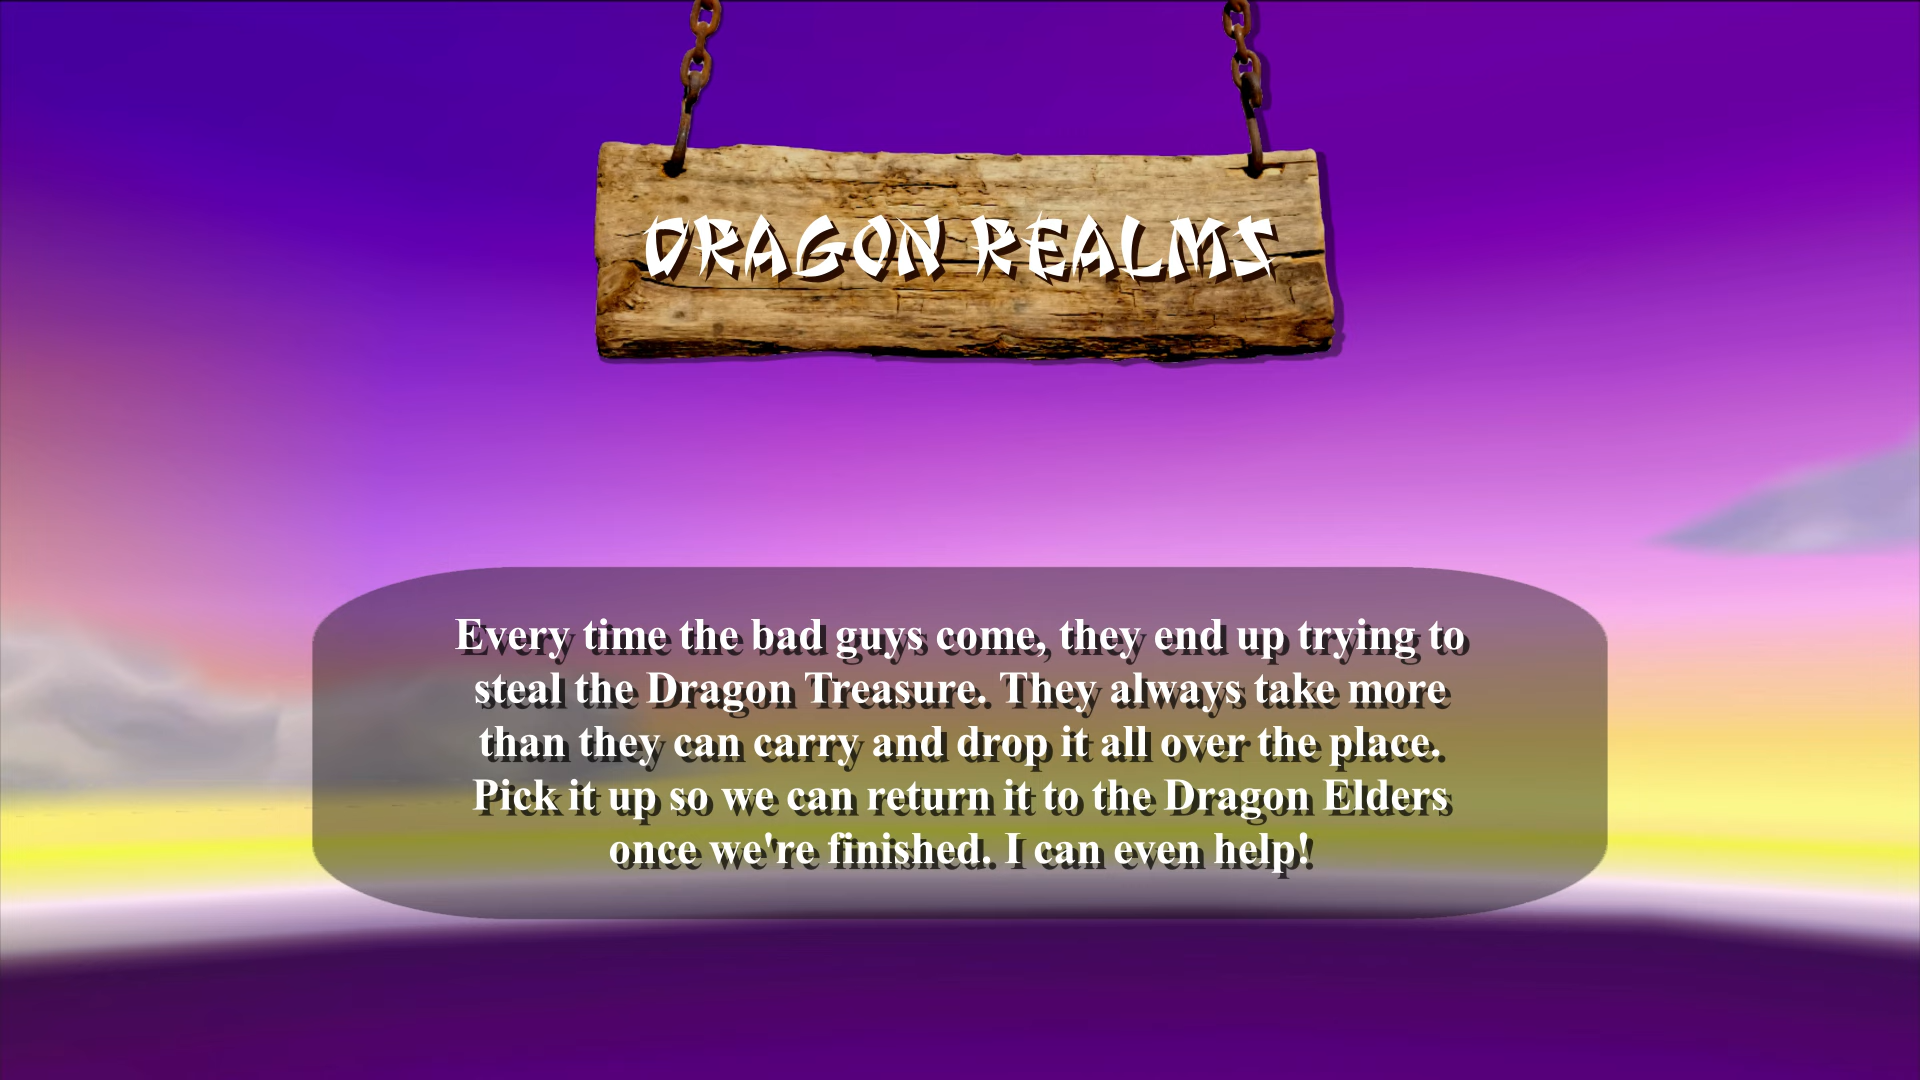 DRAGON REALMS
Every time the bad guys come, they end up trying to
steal the Dragon Treasure. They always take more
than they can carry and drop it all over the place.
Pick it up so we can return it to the Dragon Elders
once we're finished. I can even help!